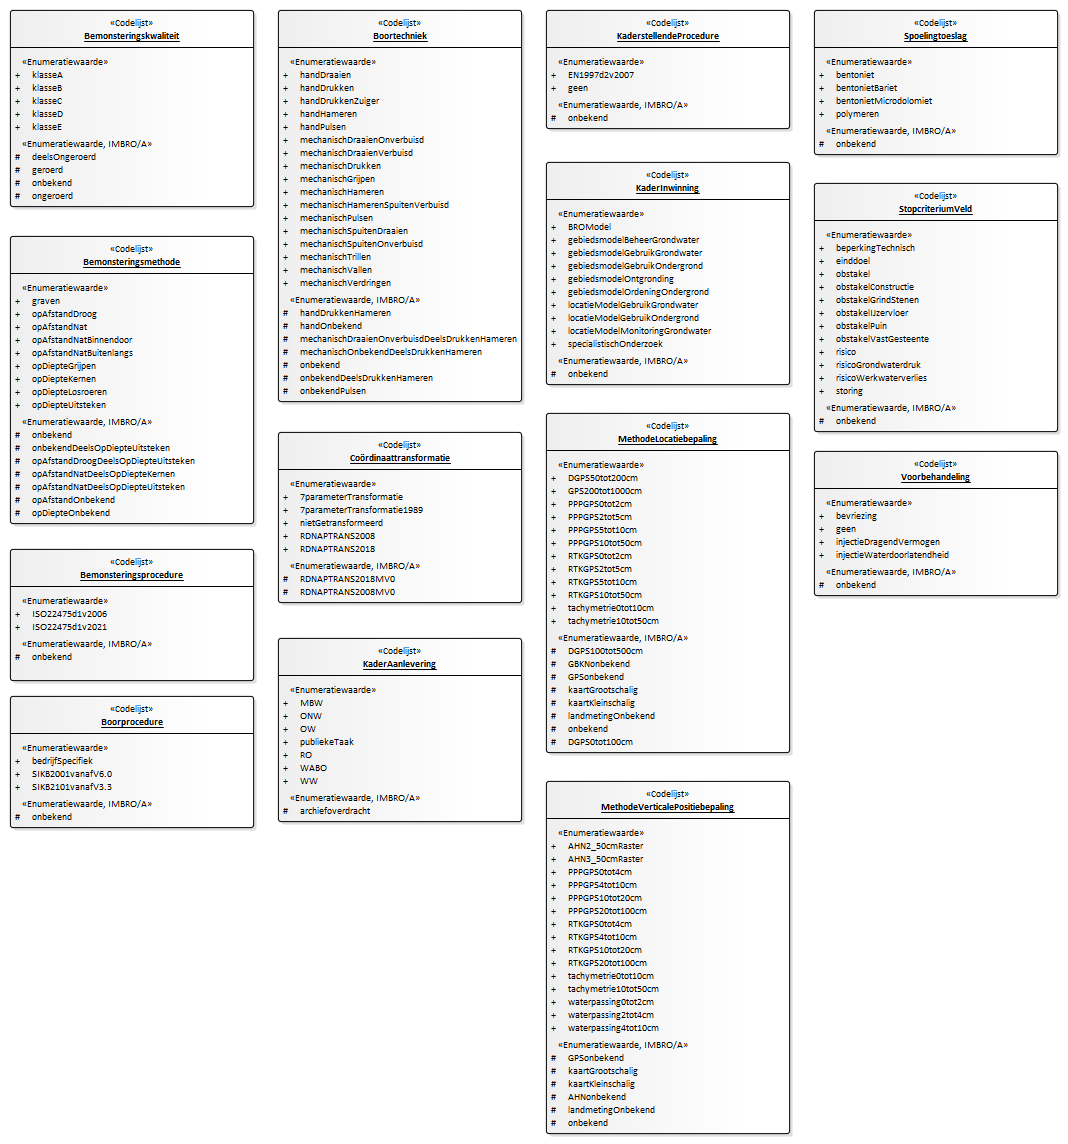 «Codelijst»
Bemonsteringskwaliteit
«Enumeratiewaarde»
+ klasseA
+ klasseB
+ klasseC
+ klasseD
+ klasseE
«Enumeratiewaarde, IMBRO/A»
# deelsOngeroerd
# geroerd
# onbekend
# ongeroerd
«Codelijst»
Bemonsteringsmethode
«Enumeratiewaarde»
+ graven
+ opAfstandDroog
+ opAfstandNat
+ opAfstandNatBinnendoor
+ opAfstandNatBuitenlangs
+ opDiepteGrijpen
+ opDiepteKernen
+ opDiepteLosroeren
+ opDiepteUitsteken
«Enumeratiewaarde, IMBRO/A»
# onbekend
# onbekendDeelsOpDiepteUitsteken
# opAfstandDroogDeelsOpDiepteUitsteken
# opAfstandNatDeelsOpDiepteKernen
# opAfstandNatDeelsOpDiepteUitsteken
# opAfstandOnbekend
# opDiepteOnbekend
«Codelijst»
Bemonsteringsprocedure
«Enumeratiewaarde»
+ ISO22475d1v2006
+ ISO22475d1v2021
«Enumeratiewaarde, IMBRO/A»
# onbekend
«Codelijst»
Boorprocedure
«Enumeratiewaarde»
+ bedrijfSpecifiek
+ SIKB2001vanafV6.0
+ SIKB2101vanafV3.3
«Enumeratiewaarde, IMBRO/A»
# onbekend
«Codelijst»
Boortechniek
«Enumeratiewaarde»
+ handDraaien
+ handDrukken
+ handDrukkenZuiger
+ handHameren
+ handPulsen
+ mechanischDraaienOnverbuisd
+ mechanischDraaienVerbuisd
+ mechanischDrukken
+ mechanischGrijpen
+ mechanischHameren
+ mechanischHamerenSpuitenVerbuisd
+ mechanischPulsen
+ mechanischSpuitenDraaien
+ mechanischSpuitenOnverbuisd
+ mechanischTrillen
+ mechanischVallen
+ mechanischVerdringen
«Enumeratiewaarde, IMBRO/A»
# handDrukkenHameren
# handOnbekend
# mechanischDraaienOnverbuisdDeelsDrukkenHameren
# mechanischOnbekendDeelsDrukkenHameren
# onbekend
# onbekendDeelsDrukkenHameren
# onbekendPulsen
«Codelijst»
Coördinaattransformatie
«Enumeratiewaarde»
+ 7parameterTransformatie
+ 7parameterTransformatie1989
+ nietGetransformeerd
+ RDNAPTRANS2008
+ RDNAPTRANS2018
«Enumeratiewaarde, IMBRO/A»
# RDNAPTRANS2018MV0
# RDNAPTRANS2008MV0
«Codelijst»
KaderAanlevering
«Enumeratiewaarde»
+ MBW
+ ONW
+ OW
+ publiekeTaak
+ RO
+ WABO
+ WW
«Enumeratiewaarde, IMBRO/A»
# archiefoverdracht
«Codelijst»
KaderstellendeProcedure
«Enumeratiewaarde»
+ EN1997d2v2007
+ geen
«Enumeratiewaarde, IMBRO/A»
# onbekend
«Codelijst»
KaderInwinning
«Enumeratiewaarde»
+ BROModel
+ gebiedsmodelBeheerGrondwater
+ gebiedsmodelGebruikGrondwater
+ gebiedsmodelGebruikOndergrond
+ gebiedsmodelOntgronding
+ gebiedsmodelOrdeningOndergrond
+ locatieModelGebruikGrondwater
+ locatieModelGebruikOndergrond
+ locatieModelMonitoringGrondwater
+ specialistischOnderzoek
«Enumeratiewaarde, IMBRO/A»
# onbekend
«Codelijst»
MethodeLocatiebepaling
«Enumeratiewaarde»
+ DGPS50tot200cm
+ GPS200tot1000cm
+ PPPGPS0tot2cm
+ PPPGPS2tot5cm
+ PPPGPS5tot10cm
+ PPPGPS10tot50cm
+ RTKGPS0tot2cm
+ RTKGPS2tot5cm
+ RTKGPS5tot10cm
+ RTKGPS10tot50cm
+ tachymetrie0tot10cm
+ tachymetrie10tot50cm
«Enumeratiewaarde, IMBRO/A»
# DGPS100tot500cm
# GBKNonbekend
# GPSonbekend
# kaartGrootschalig
# kaartKleinschalig
# landmetingOnbekend
# onbekend
# DGPS0tot100cm
«Codelijst»
MethodeVerticalePositiebepaling
«Enumeratiewaarde»
+ AHN2_50cmRaster
+ AHN3_50cmRaster
+ PPPGPS0tot4cm
+ PPPGPS4tot10cm
+ PPPGPS10tot20cm
+ PPPGPS20tot100cm
+ RTKGPS0tot4cm
+ RTKGPS4tot10cm
+ RTKGPS10tot20cm
+ RTKGPS20tot100cm
+ tachymetrie0tot10cm
+ tachymetrie10tot50cm
+ waterpassing0tot2cm
+ waterpassing2tot4cm
+ waterpassing4tot10cm
«Enumeratiewaarde, IMBRO/A»
# GPSonbekend
# kaartGrootschalig
# kaartKleinschalig
# AHNonbekend
# landmetingOnbekend
# onbekend
«Codelijst»
Spoelingtoeslag
«Enumeratiewaarde»
+ bentoniet
+ bentonietBariet
+ bentonietMicrodolomiet
+ polymeren
«Enumeratiewaarde, IMBRO/A»
# onbekend
«Codelijst»
StopcriteriumVeld
«Enumeratiewaarde»
+ beperkingTechnisch
+ einddoel
+ obstakel
+ obstakelConstructie
+ obstakelGrindStenen
+ obstakelIJzervloer
+ obstakelPuin
+ obstakelVastGesteente
+ risico
+ risicoGrondwaterdruk
+ risicoWerkwaterverlies
+ storing
«Enumeratiewaarde, IMBRO/A»
# onbekend
«Codelijst»
Voorbehandeling
«Enumeratiewaarde»
+ bevriezing
+ geen
+ injectieDragendVermogen
+ injectieWaterdoorlatendheid
«Enumeratiewaarde, IMBRO/A»
# onbekend